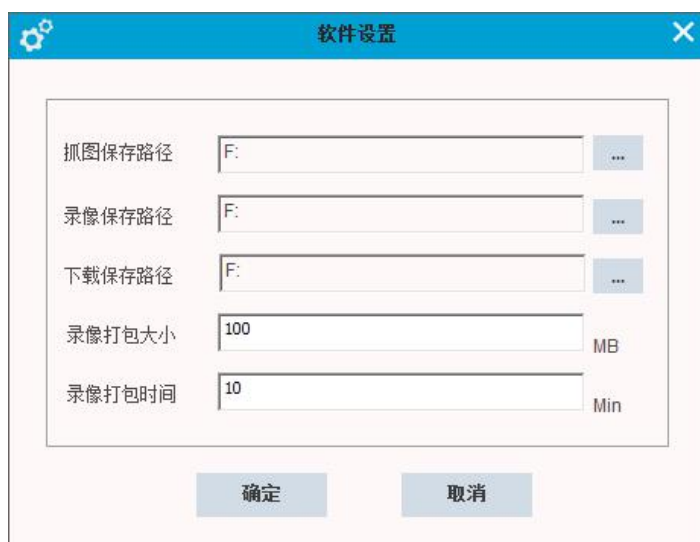 软件设置
抓图保存路径 F: ...
录像保存路径 F: ...
下载保存路径 F: ...
录像打包大小 100 MB
录像打包时间 10 Min
确定 取消